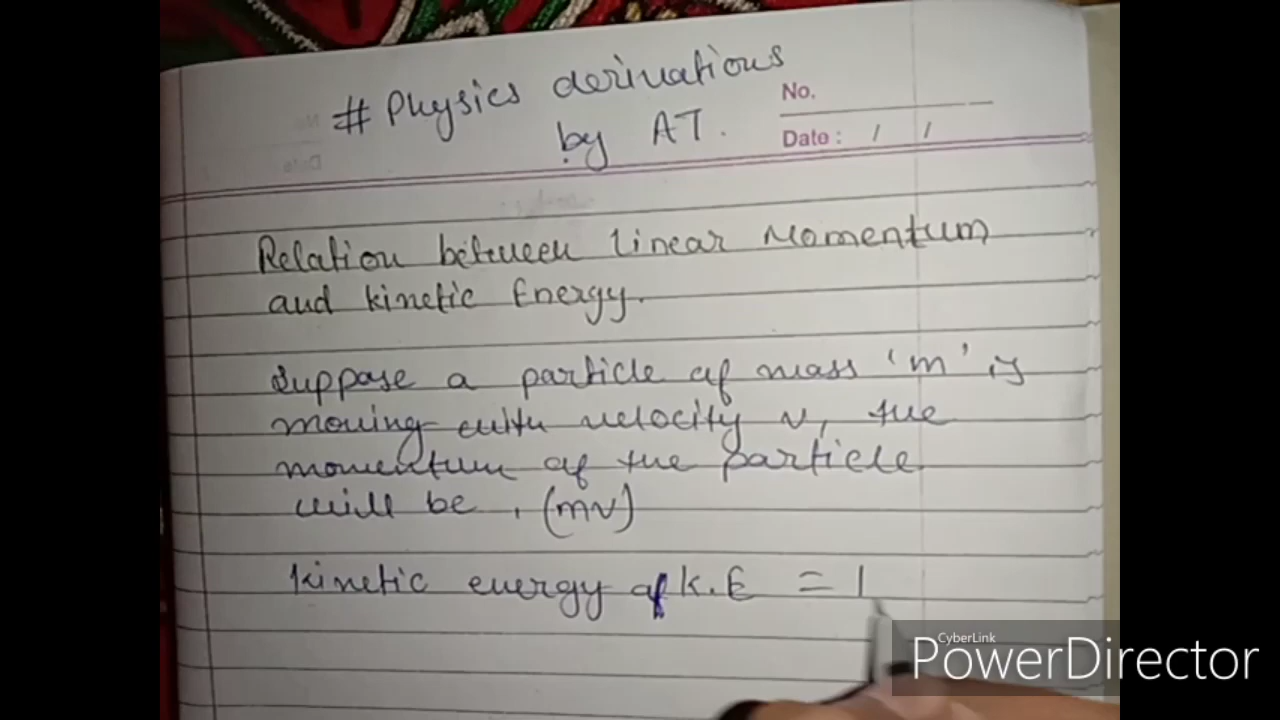 # Physics derivations
by AT.
No.
Date : / /
Relation between linear Momentum
and kinetic Energy.
Suppose a particle of mass 'm' is
moving with velocity v, the
momentum of the particle
will be , (mv)
kinetic energy of K.E = 1
CyberLink
PowerDirector